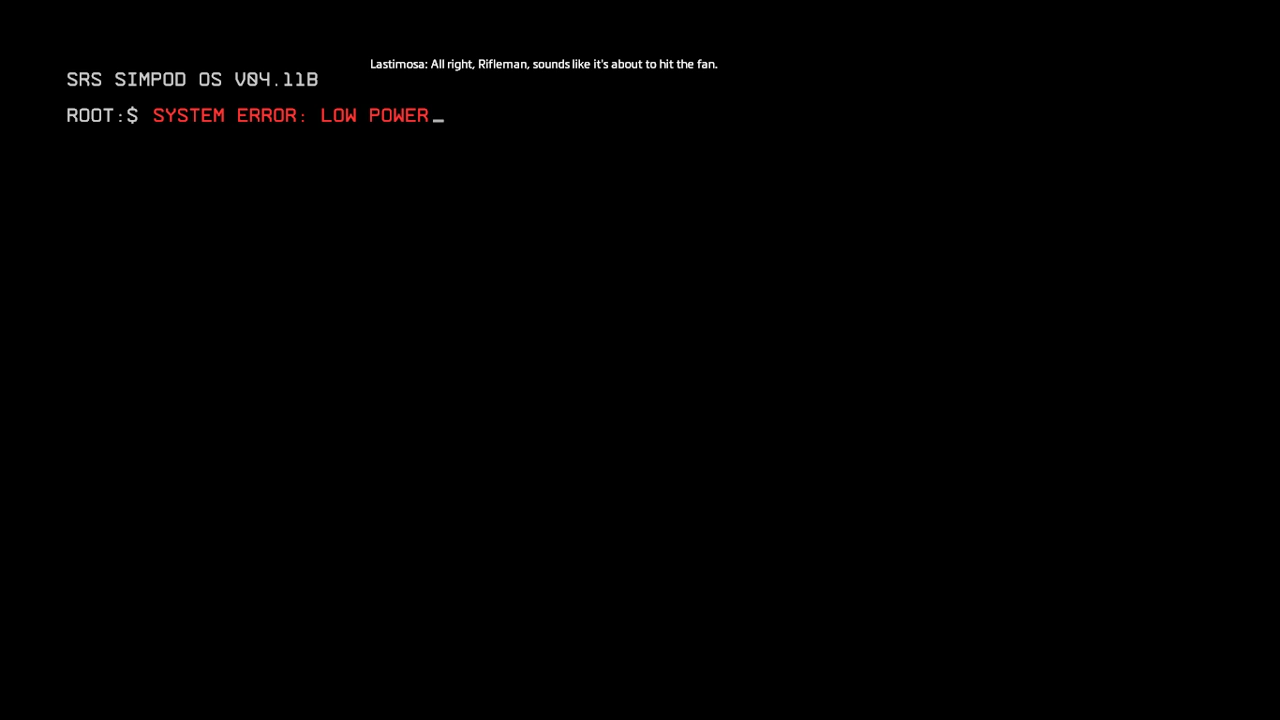 Lastimosa: All right, Rifleman, sounds like it's about to hit the fan.
SRS SIMPOD OS V04.11B
ROOT:$ SYSTEM ERROR: LOW POWER_